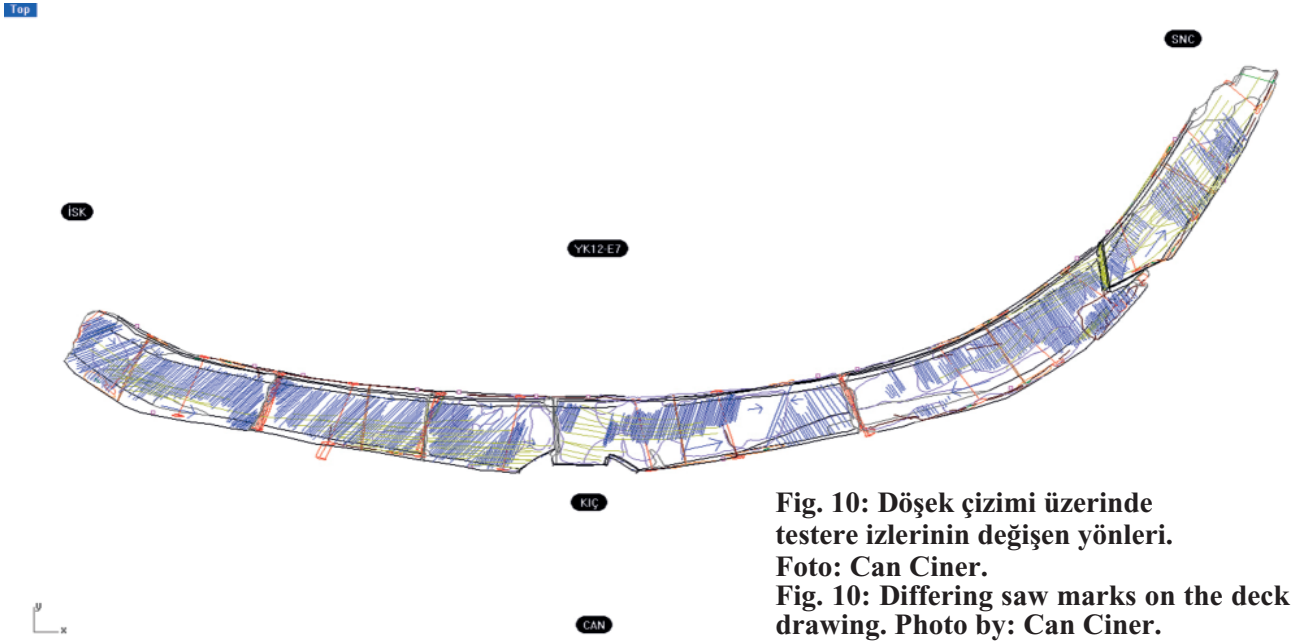 Top
SNC
İSK
YK12-E7
KIÇ
Fig. 10: Döşek çizimi üzerinde
testere izlerinin değişen yönleri.
Foto: Can Ciner.
Fig. 10: Differing saw marks on the deck
drawing. Photo by: Can Ciner.
y
x
CAN